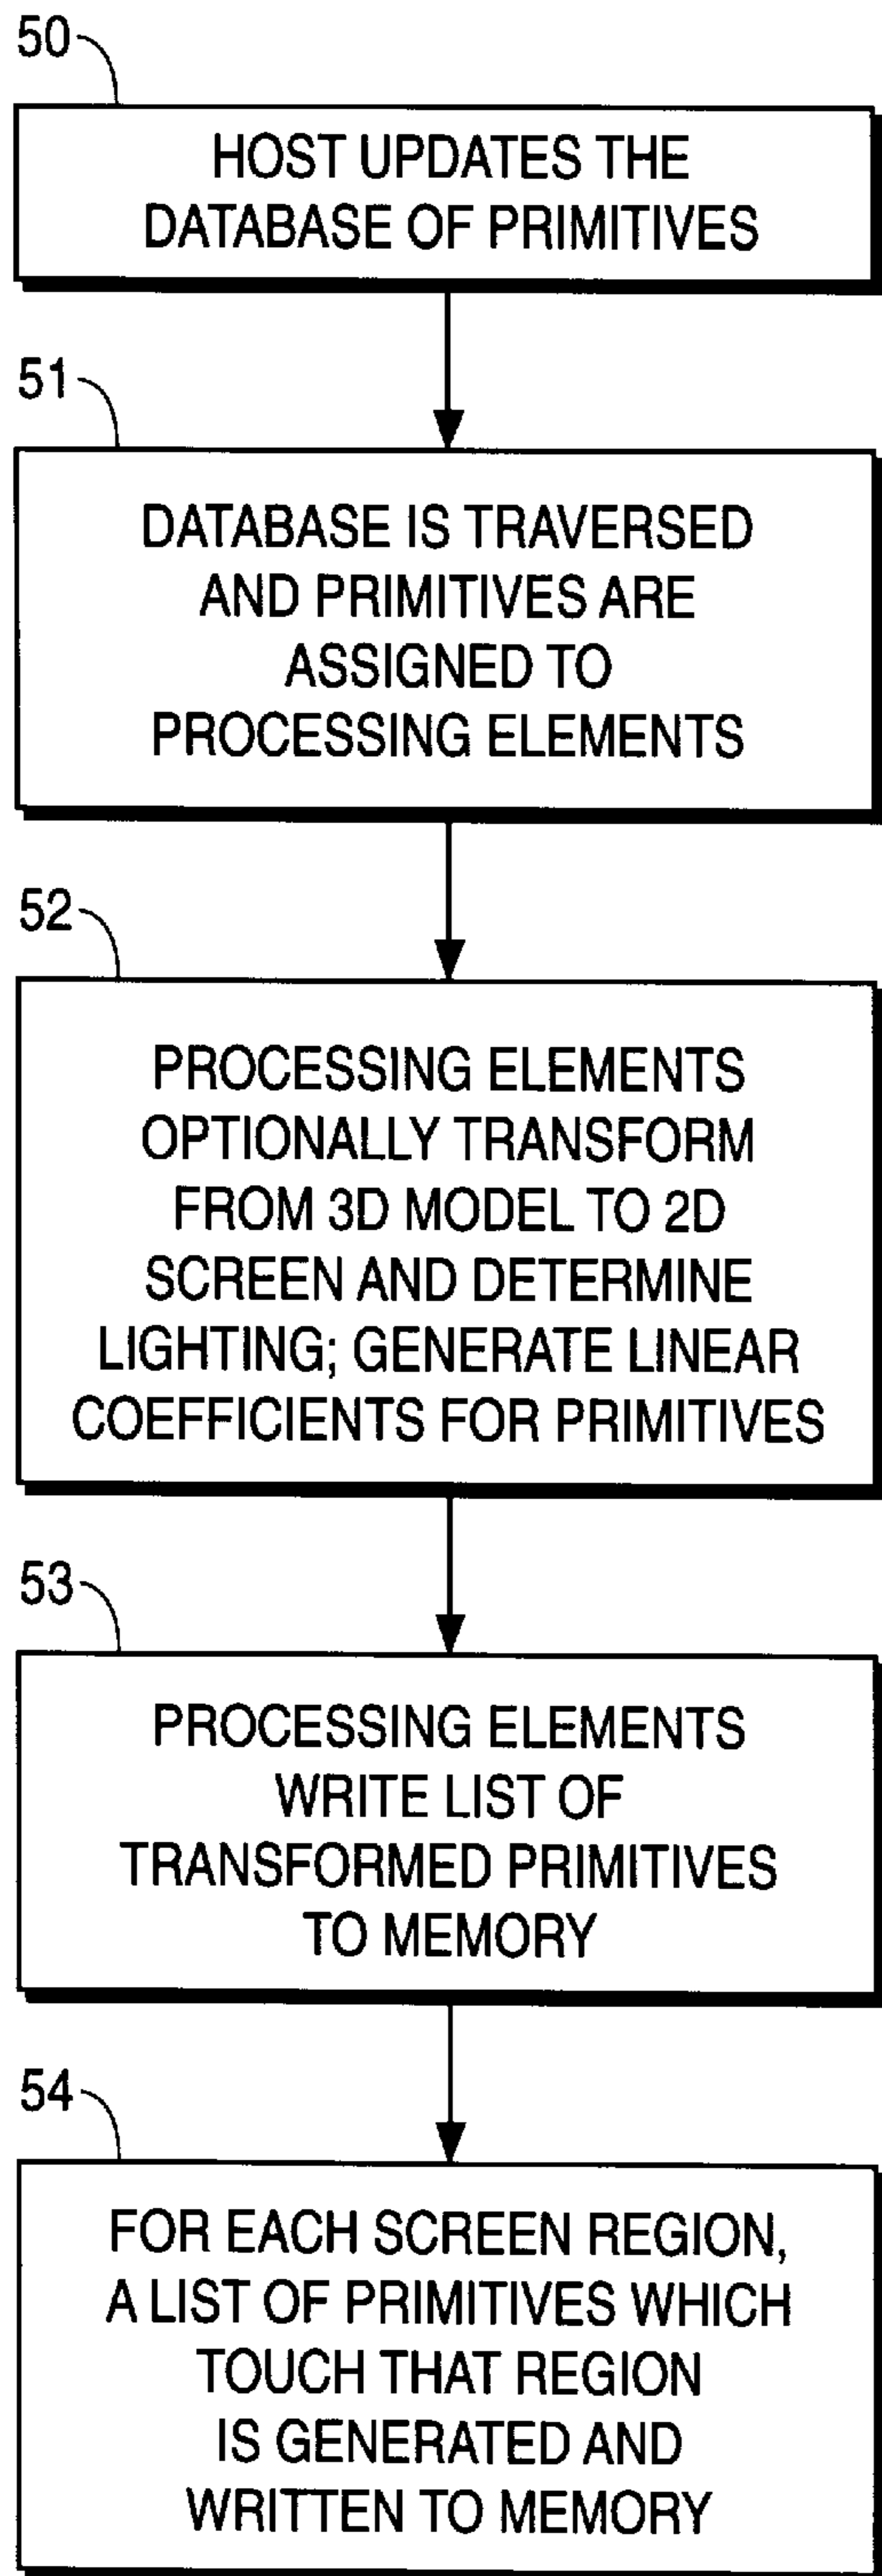 50
HOST UPDATES THE
DATABASE OF PRIMITIVES
51
DATABASE IS TRAVERSED
AND PRIMITIVES ARE
ASSIGNED TO
PROCESSING ELEMENTS
52
PROCESSING ELEMENTS
OPTIONALLY TRANSFORM
FROM 3D MODEL TO 2D
SCREEN AND DETERMINE
LIGHTING; GENERATE LINEAR
COEFFICIENTS FOR PRIMITIVES
53
PROCESSING ELEMENTS
WRITE LIST OF
TRANSFORMED PRIMITIVES
TO MEMORY
54
FOR EACH SCREEN REGION,
A LIST OF PRIMITIVES WHICH
TOUCH THAT REGION
IS GENERATED AND
WRITTEN TO MEMORY